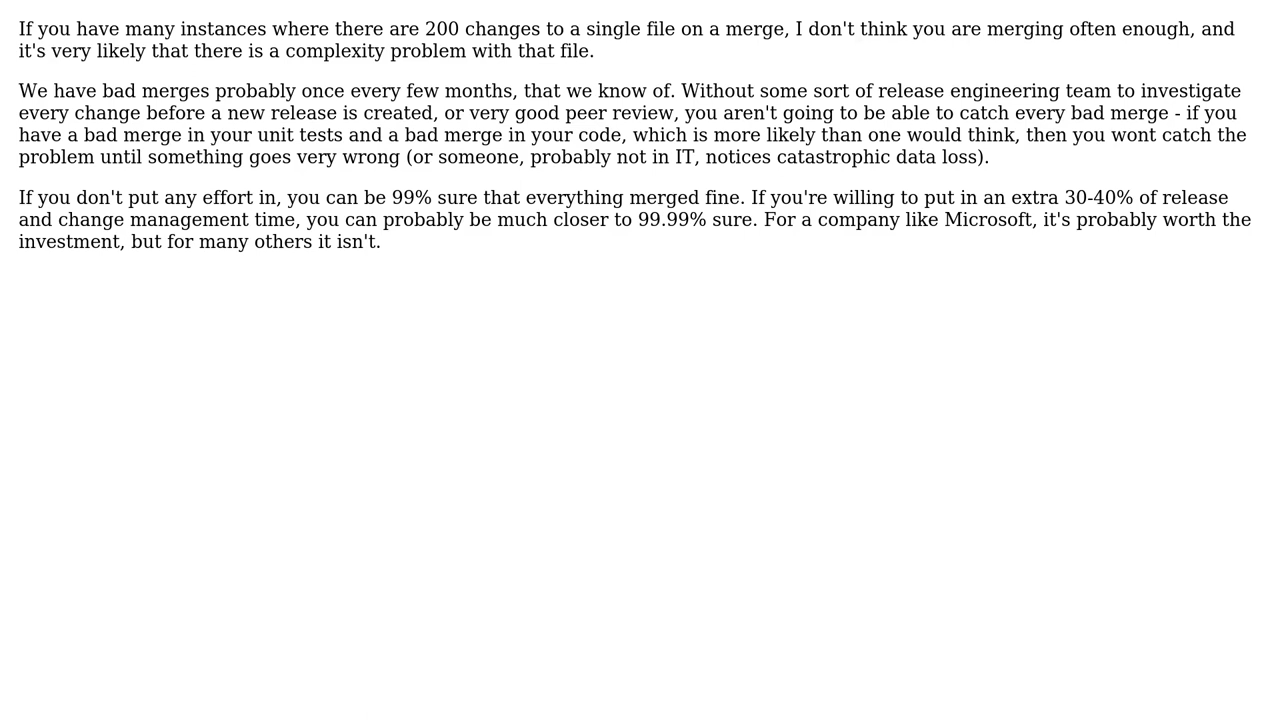 If you have many instances where there are 200 changes to a single file on a merge, I don't think you are merging often enough, and
it's very likely that there is a complexity problem with that file.
We have bad merges probably once every few months, that we know of. Without some sort of release engineering team to investigate
every change before a new release is created, or very good peer review, you aren't going to be able to catch every bad merge - if you
have a bad merge in your unit tests and a bad merge in your code, which is more likely than one would think, then you wont catch the
problem until something goes very wrong (or someone, probably not in IT, notices catastrophic data loss).
If you don't put any effort in, you can be 99% sure that everything merged fine. If you're willing to put in an extra 30-40% of release
and change management time, you can probably be much closer to 99.99% sure. For a company like Microsoft, it's probably worth the
investment, but for many others it isn't.